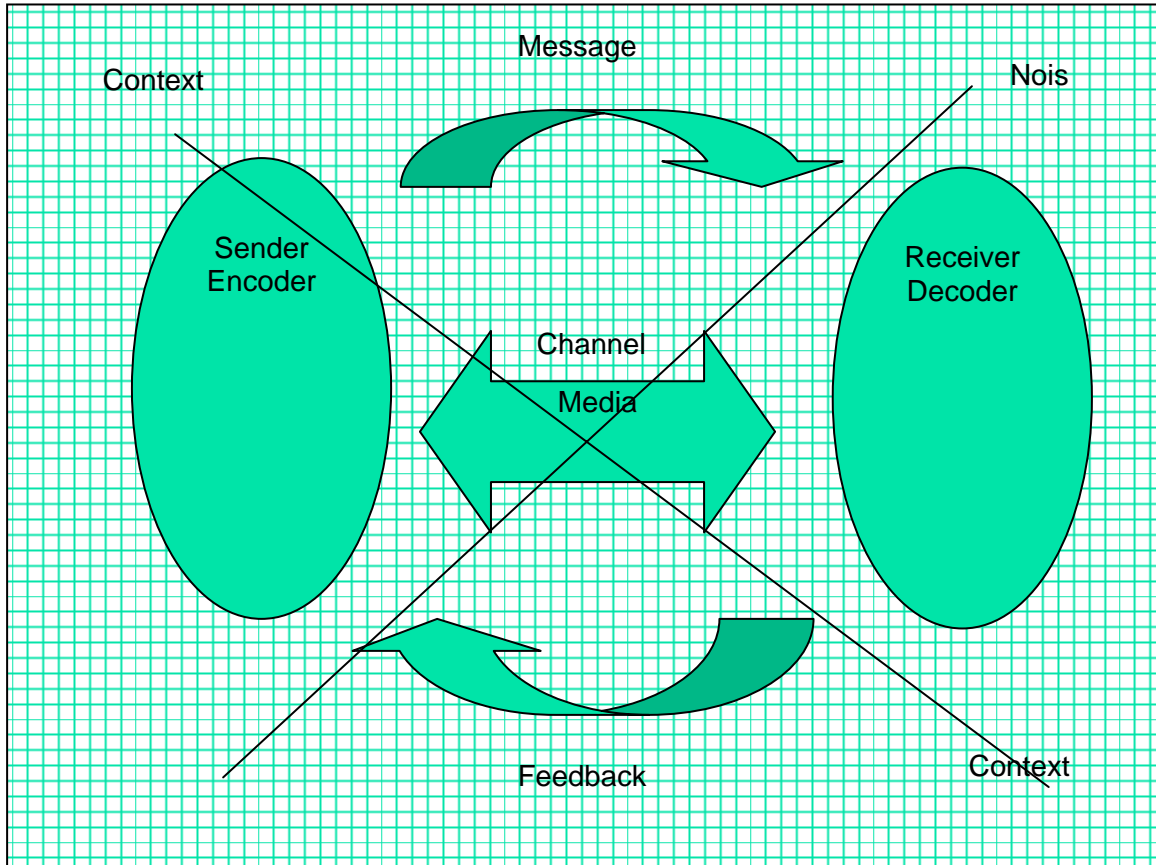 Message
Context
Nois
Sender
Encoder
Receiver
Decoder
Channel
Media
Feedback
Context